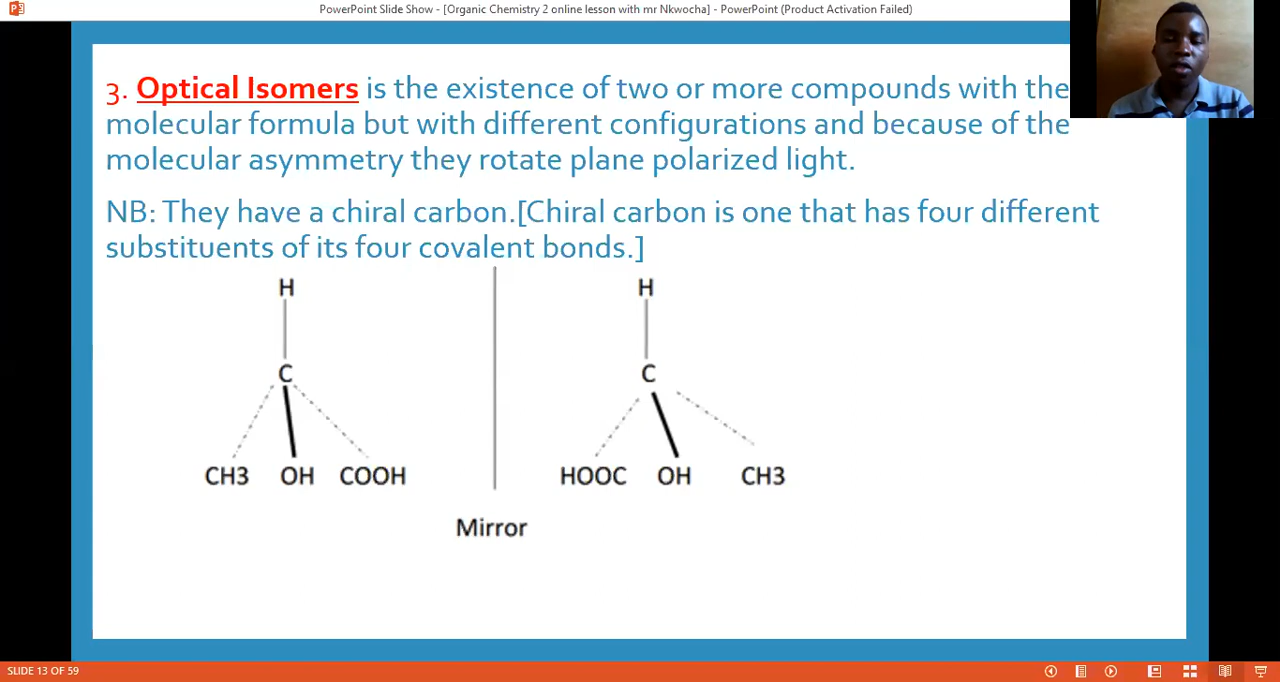 PowerPoint Slide Show - [Organic Chemistry 2 online lesson with mr Nkwocha] - PowerPoint (Product Activation Failed)
3. Optical Isomers is the existence of two or more compounds with the
molecular formula but with different configurations and because of the
molecular asymmetry they rotate plane polarized light.
NB: They have a chiral carbon.[Chiral carbon is one that has four different
substituents of its four covalent bonds.]
H H
C C
CH3 OH COOH HOOC OH CH3
Mirror
SLIDE 13 OF 59